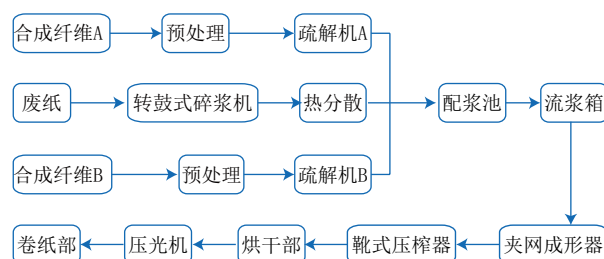 合成纤维A 预处理 疏解机A
废纸 转鼓式碎浆机 热分散 配浆池 流浆箱
合成纤维B 预处理 疏解机B
卷纸部 压光机 烘干部 靴式压榨器 夹网成形器